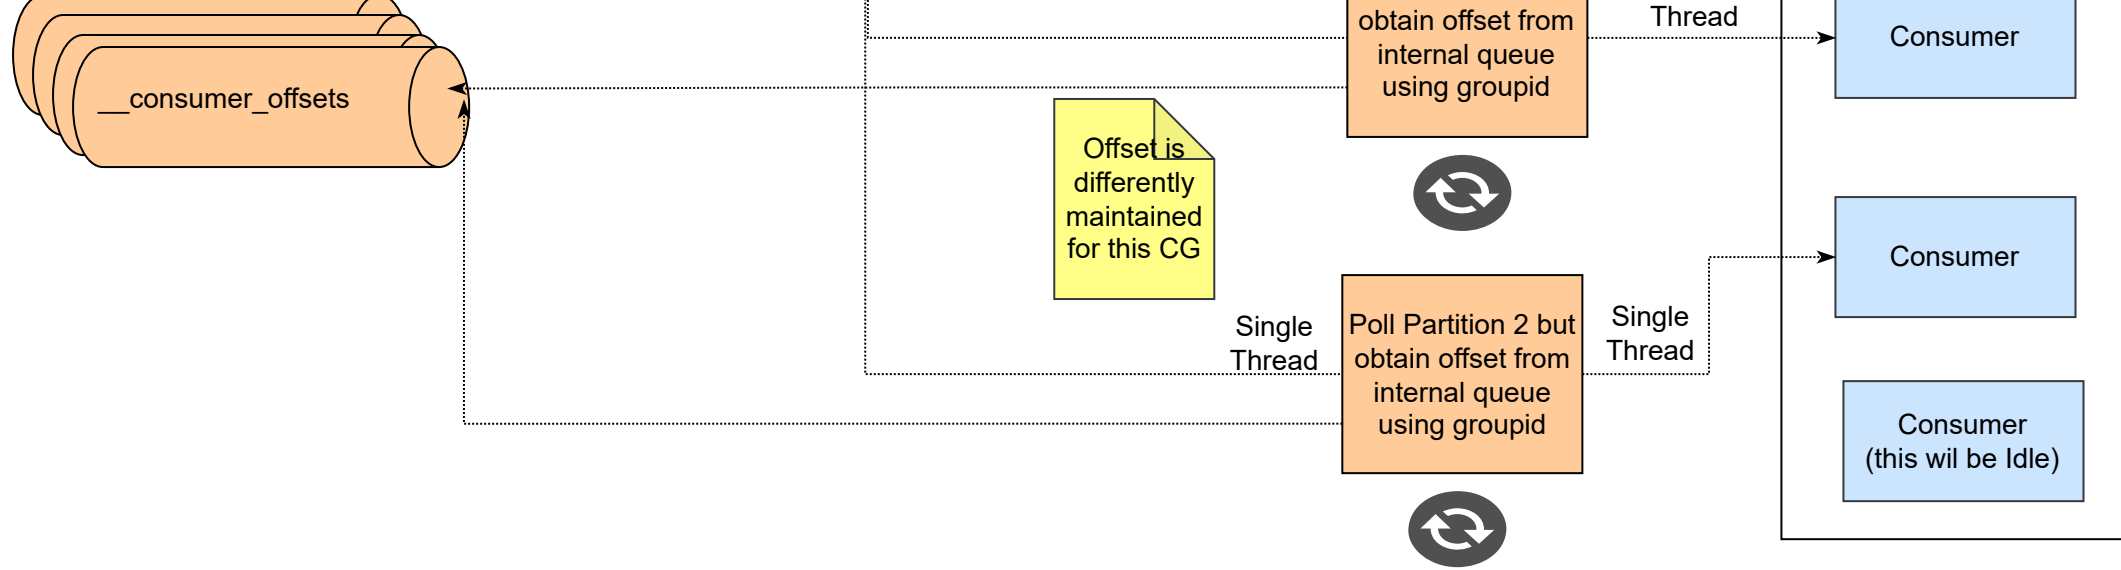 Thread
obtain offset from
internal queue
using groupid
Consumer
__consumer_offsets
Offset is
differently
maintained
for this CG
Consumer
Single
Thread
Poll Partition 2 but
obtain offset from
internal queue
using groupid
Single
Thread
Consumer
(this wil be Idle)